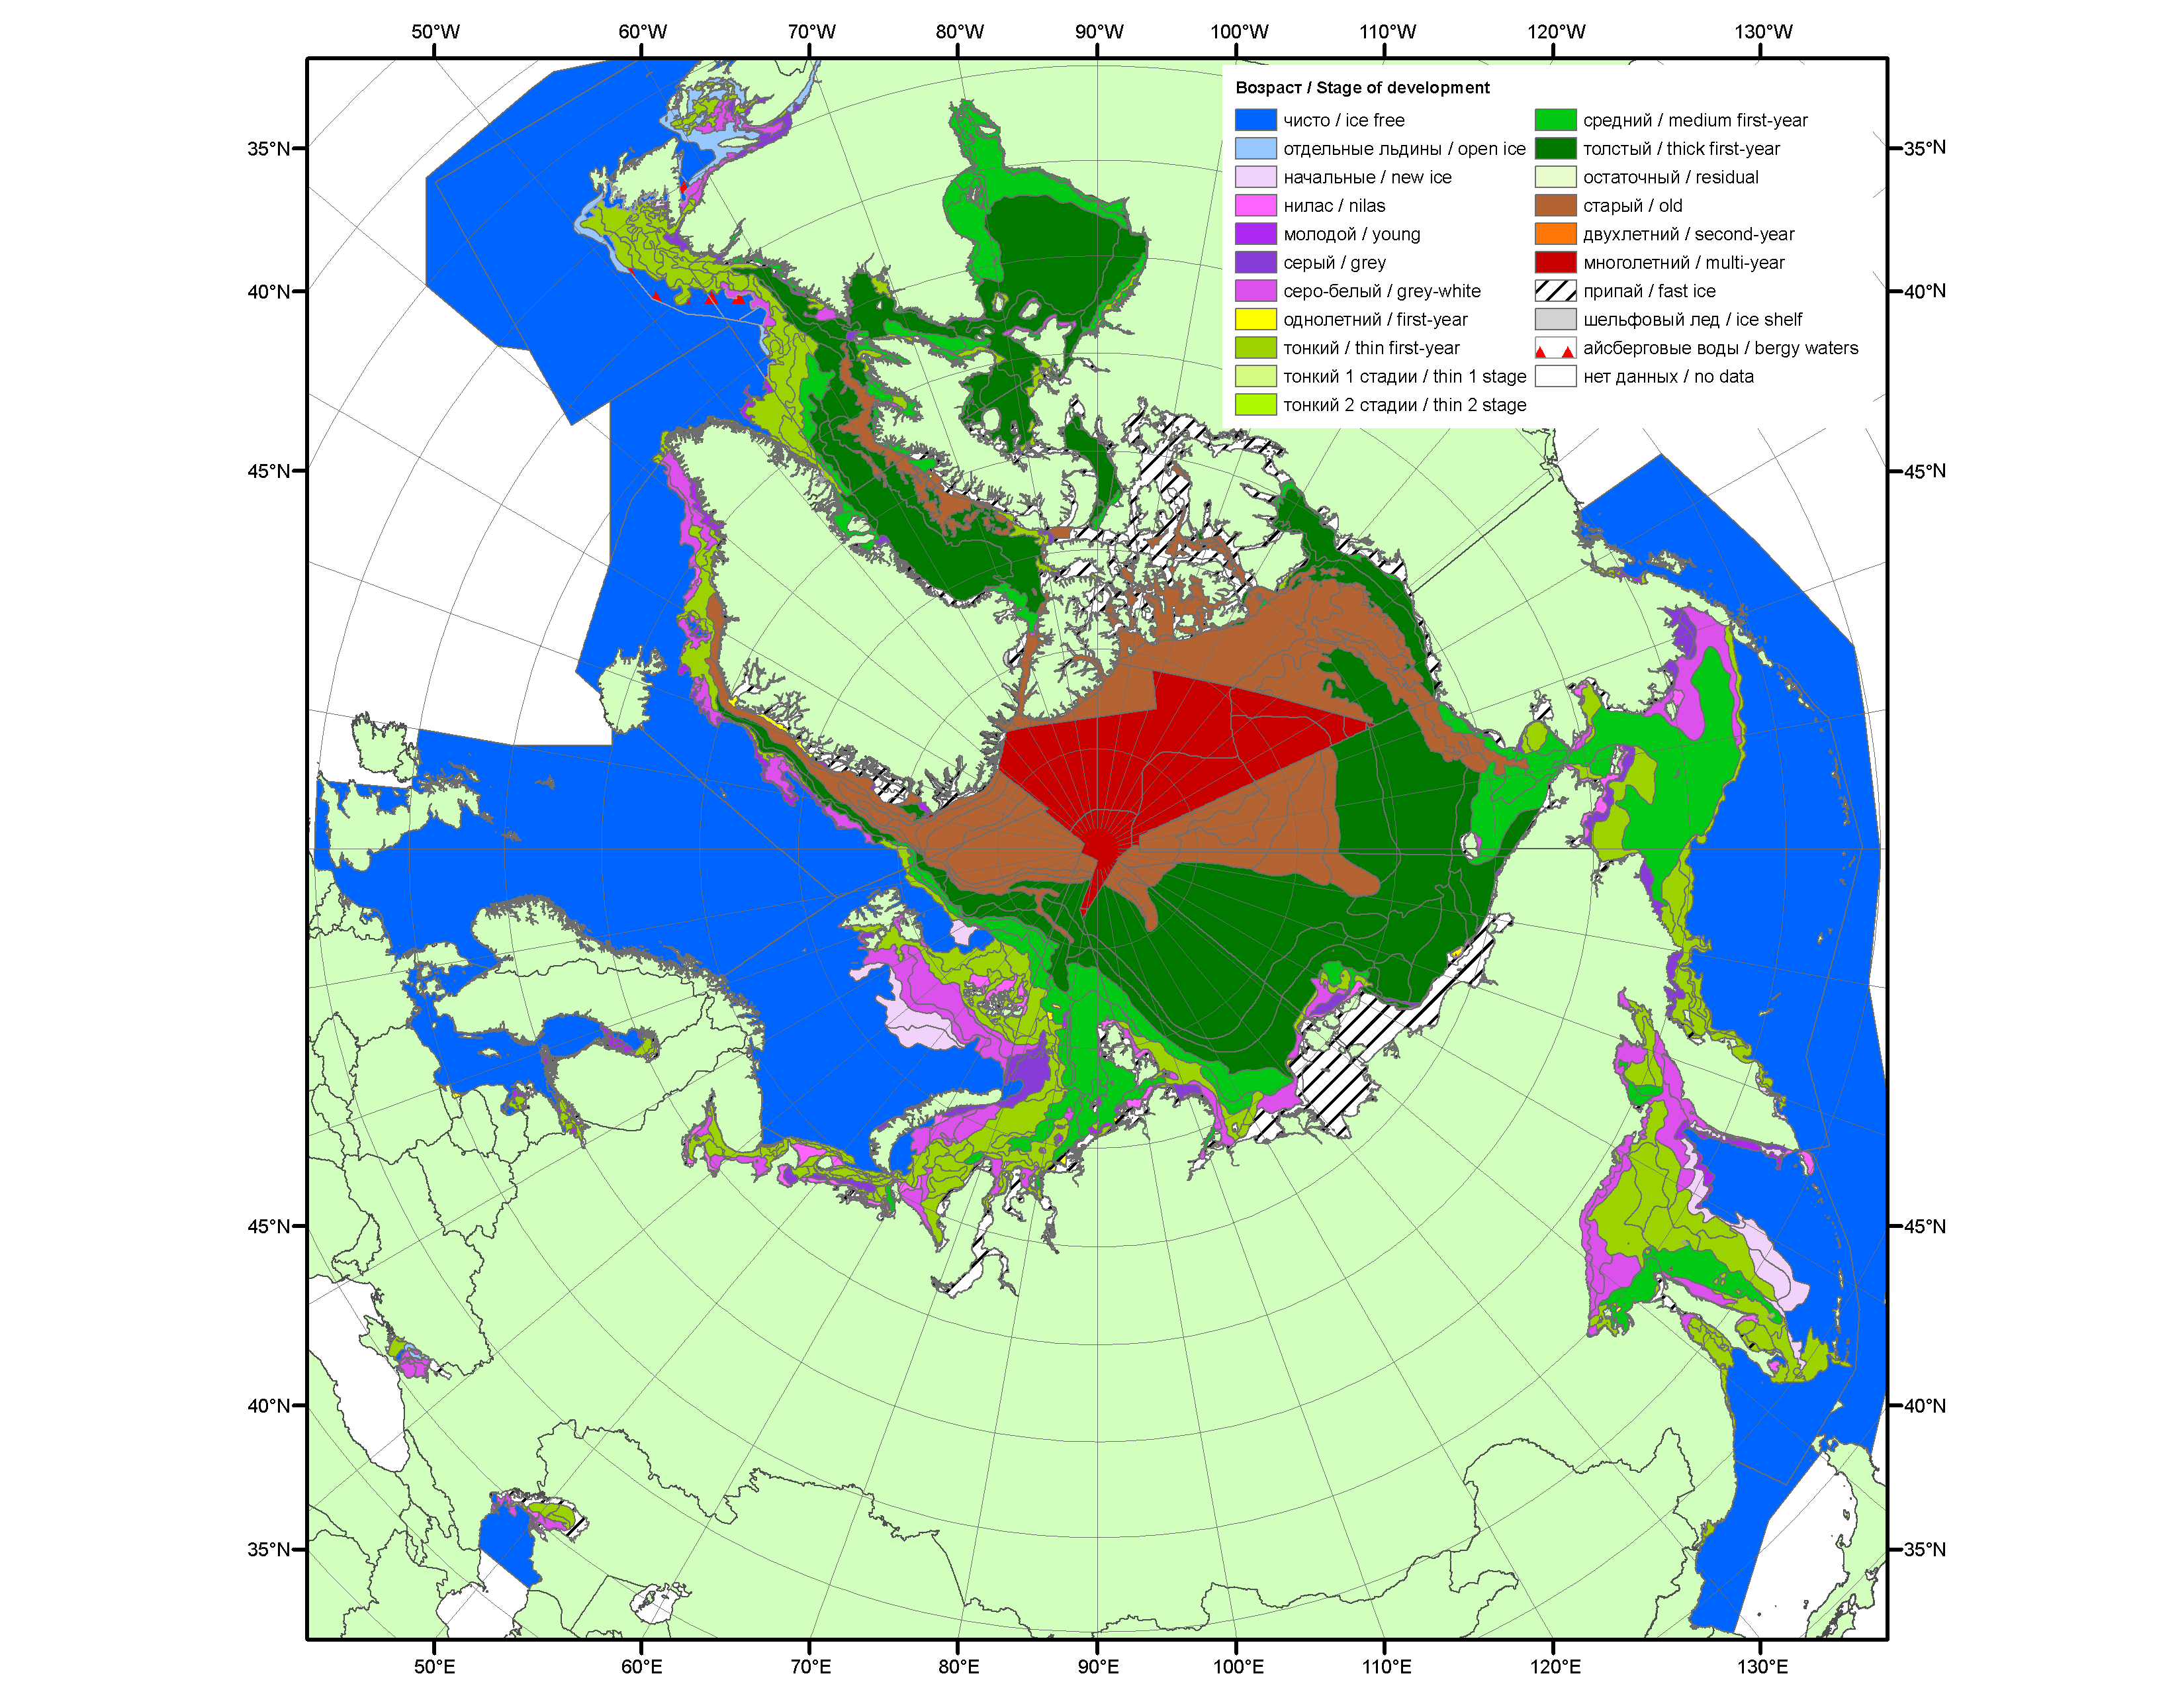 50°W 60°W 70°W 80°W 90°W 100°W 110°W 120°W 130°W
Возраст / Stage of development
чисто / ice free
отдельные льдины / open ice
начальные / new ice
нилас / nilas
молодой / young
серый / grey
серо-белый / grey-white
однолетний / first-year
тонкий / thin first-year
тонкий 1 стадии / thin 1 stage
тонкий 2 стадии / thin 2 stage
средний / medium first-year
толстый / thick first-year
остаточный / residual
старый / old
двухлетний / second-year
многолетний / multi-year
припай / fast ice
шельфовый лед / ice shelf
айсберговые воды / bergy waters
нет данных / no data
35°N 35°N
40°N 40°N
45°N 45°N
45°N 45°N
40°N 40°N
35°N 35°N
50°E 60°E 70°E 80°E 90°E 100°E 110°E 120°E 130°E